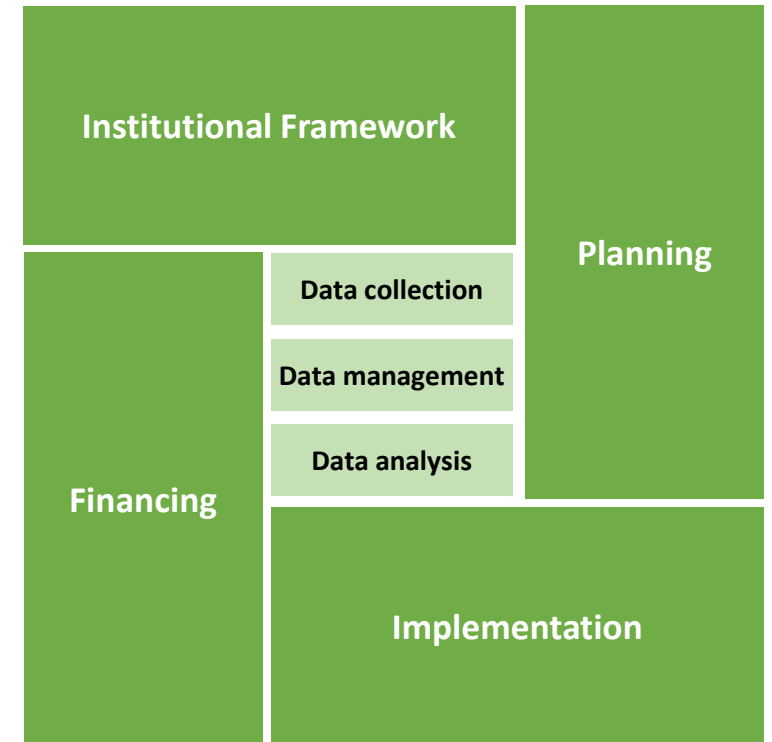 Institutional Framework
Planning
Data collection
Data management
Data analysis
Financing
Implementation